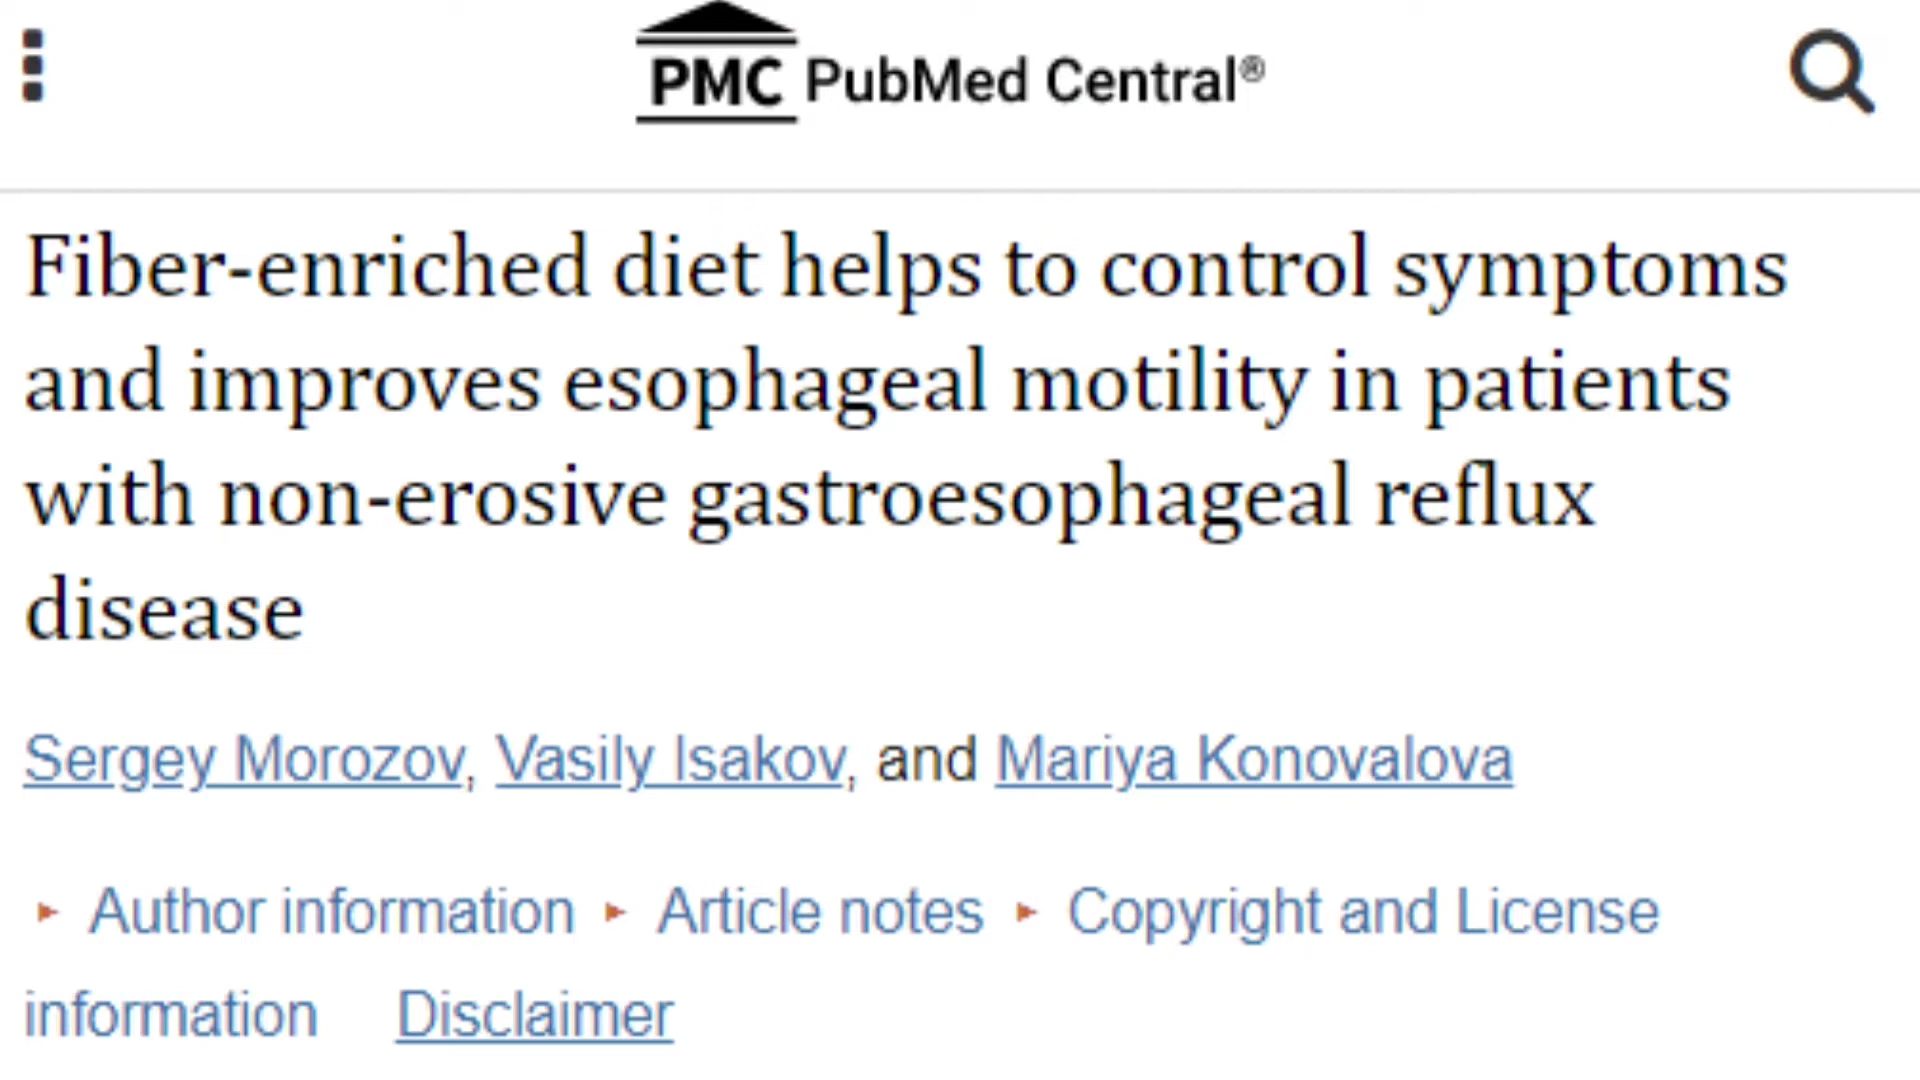 PMC PubMed Central®
Fiber-enriched diet helps to control symptoms
and improves esophageal motility in patients
with non-erosive gastroesophageal reflux
disease
Sergey Morozov, Vasily Isakov, and Mariya Konovalova
▸ Author information ▸ Article notes ▸ Copyright and License
information Disclaimer